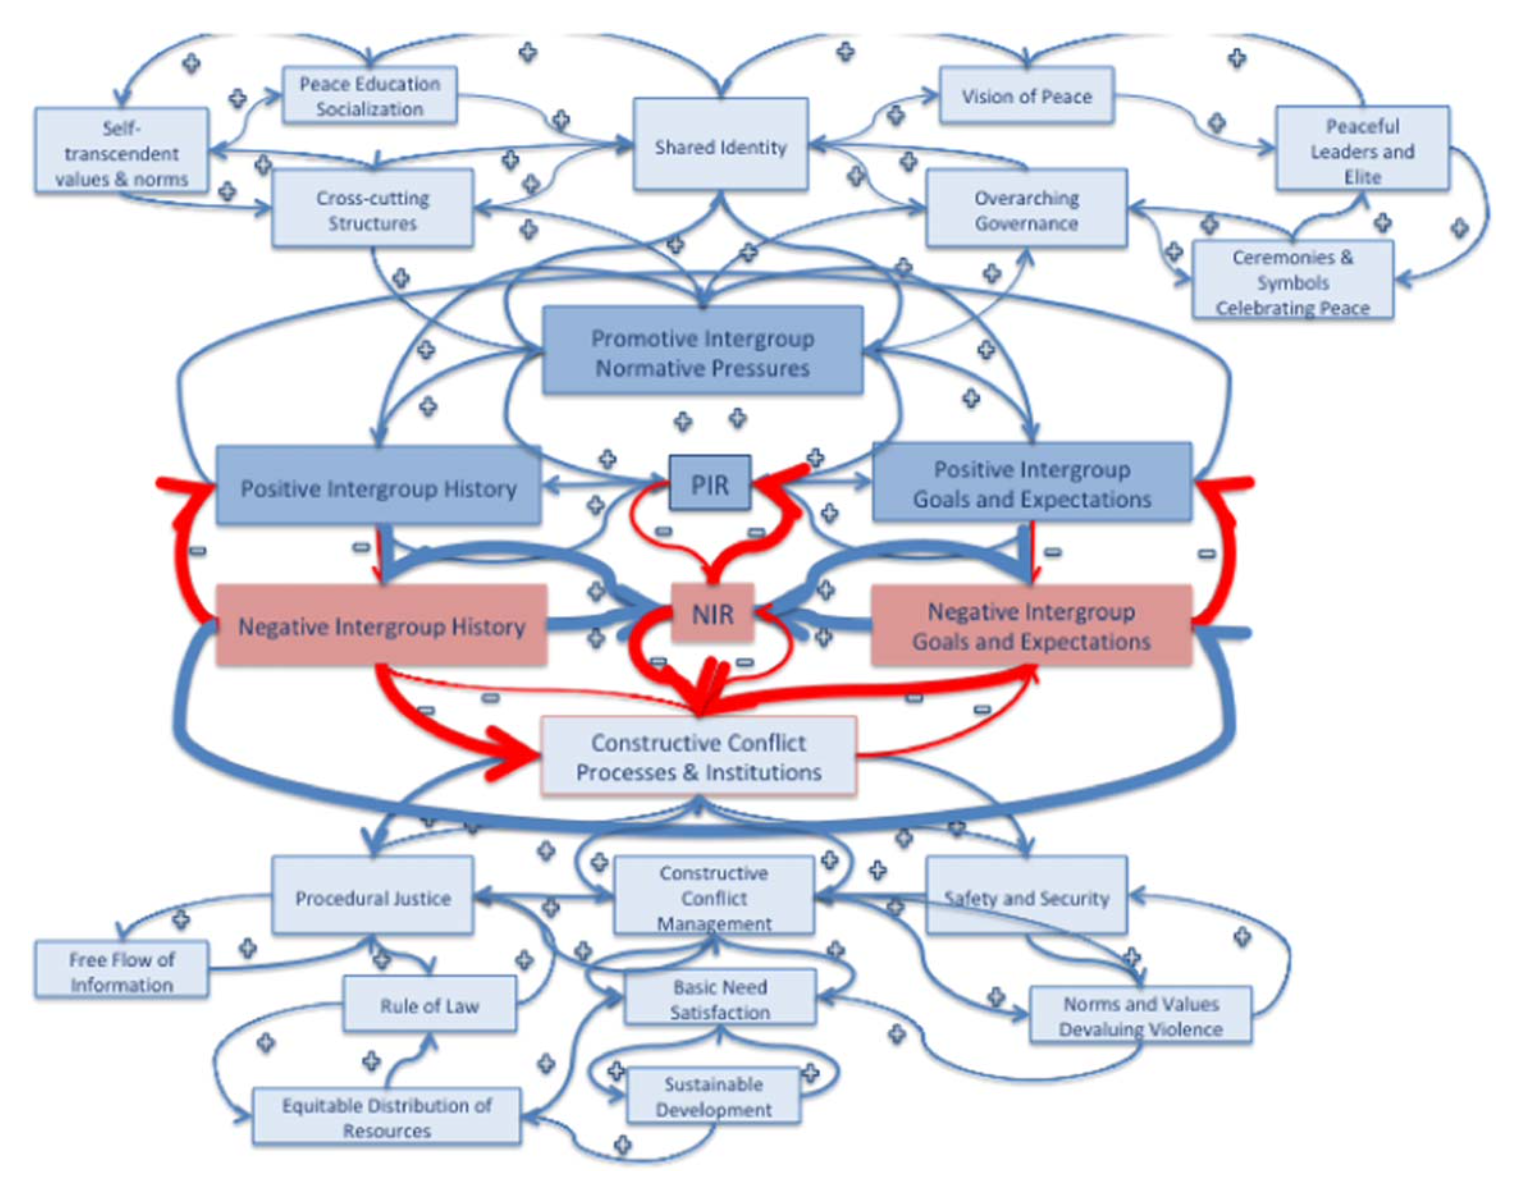 Peace Education
Socialization
Vision of Peace
Self-
transcendent
values & norms
Shared Identity
Peaceful
Leaders and
Elite
Cross-cutting
Structures
Overarching
Governance
Ceremonies &
Symbols
Celebrating Peace
Promotive Intergroup
Normative Pressures
Positive Intergroup History
PIR
Positive Intergroup
Goals and Expectations
Negative Intergroup History
NIR
Negative Intergroup
Goals and Expectations
Constructive Conflict
Processes & Institutions
Procedural Justice
Constructive
Conflict
Management
Safety and Security
Free Flow of
Information
Rule of Law
Basic Need
Satisfaction
Norms and Values
Devaluing Violence
Equitable Distribution of
Resources
Sustainable
Development